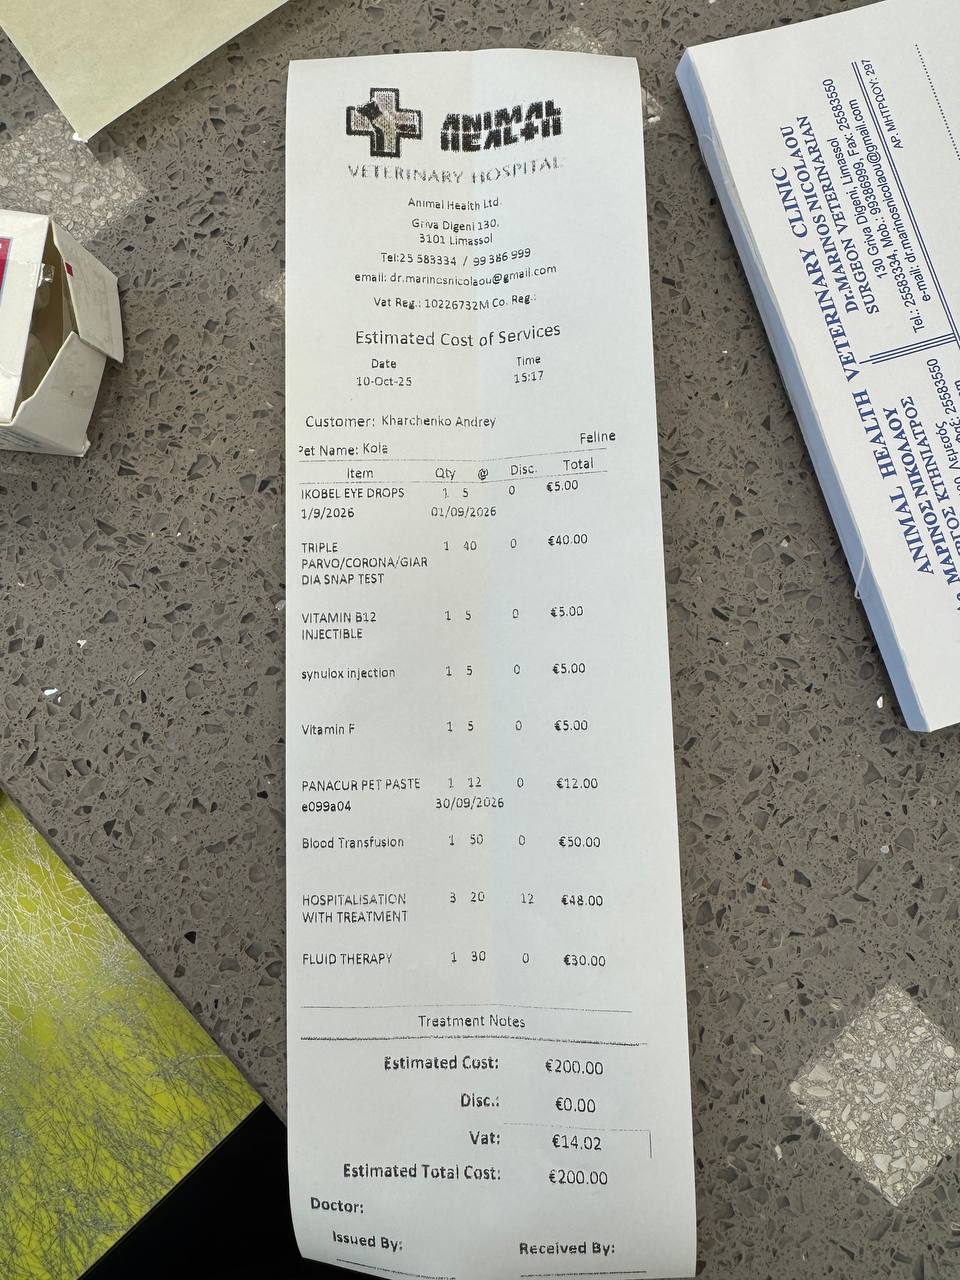 ANIMAL
HEALTH
VETERINARY HOSPITAL
Animal Health Ltd.
Griva Digeni 130,
3101 Limassol
Tel:25 583334 / 99 386 999
email: dr.marinosnicolaou@gmail.com
Vat Reg.: 10226732M Co. Reg.:
Estimated Cost of Services
Date Time
10-Oct-25 15:17
Customer: Kharchenko Andrey
Pet Name: Kola Feline
Item Qty @ Disc. Total
IKOBEL EYE DROPS 1 5 0 €5.00
1/9/2026 01/09/2026
TRIPLE 1 40 0 €40.00
PARVO/CORONA/GIAR
DIA SNAP TEST
VITAMIN B12 1 5 0 €5.00
INJECTIBLE
synulox injection 1 5 0 €5.00
Vitamin F 1 5 0 €5.00
PANACUR PET PASTE 1 12 0 €12.00
e099a04 30/09/2026
Blood Transfusion 1 50 0 €50.00
HOSPITALISATION 3 20 12 €48.00
WITH TREATMENT
FLUID THERAPY 1 30 0 €30.00
Treatment Notes
Estimated Cost: €200.00
Disc.: €0.00
Vat: €14.02
Estimated Total Cost: €200.00
Doctor:
Issued By: Received By:
ANIMAL HEALTH VETERINARY CLINIC
Dr.MARINOS NICOLAOU
SURGEON VETERINARIAN
130 Griva Digeni, Limassol
Tel.: 25583334, Mob.: 99386999, Fax: 25583550
e-mail: dr.marinosnicolaou@gmail.com
ΑΡ. ΜΗΤΡΩΟΥ: 297
ΜΑΡΙΝΟΣ ΝΙΚΟΛΑΟΥ
ΚΤΗΝΙΑΤΡΟΣ
Λεμεσός
25583550